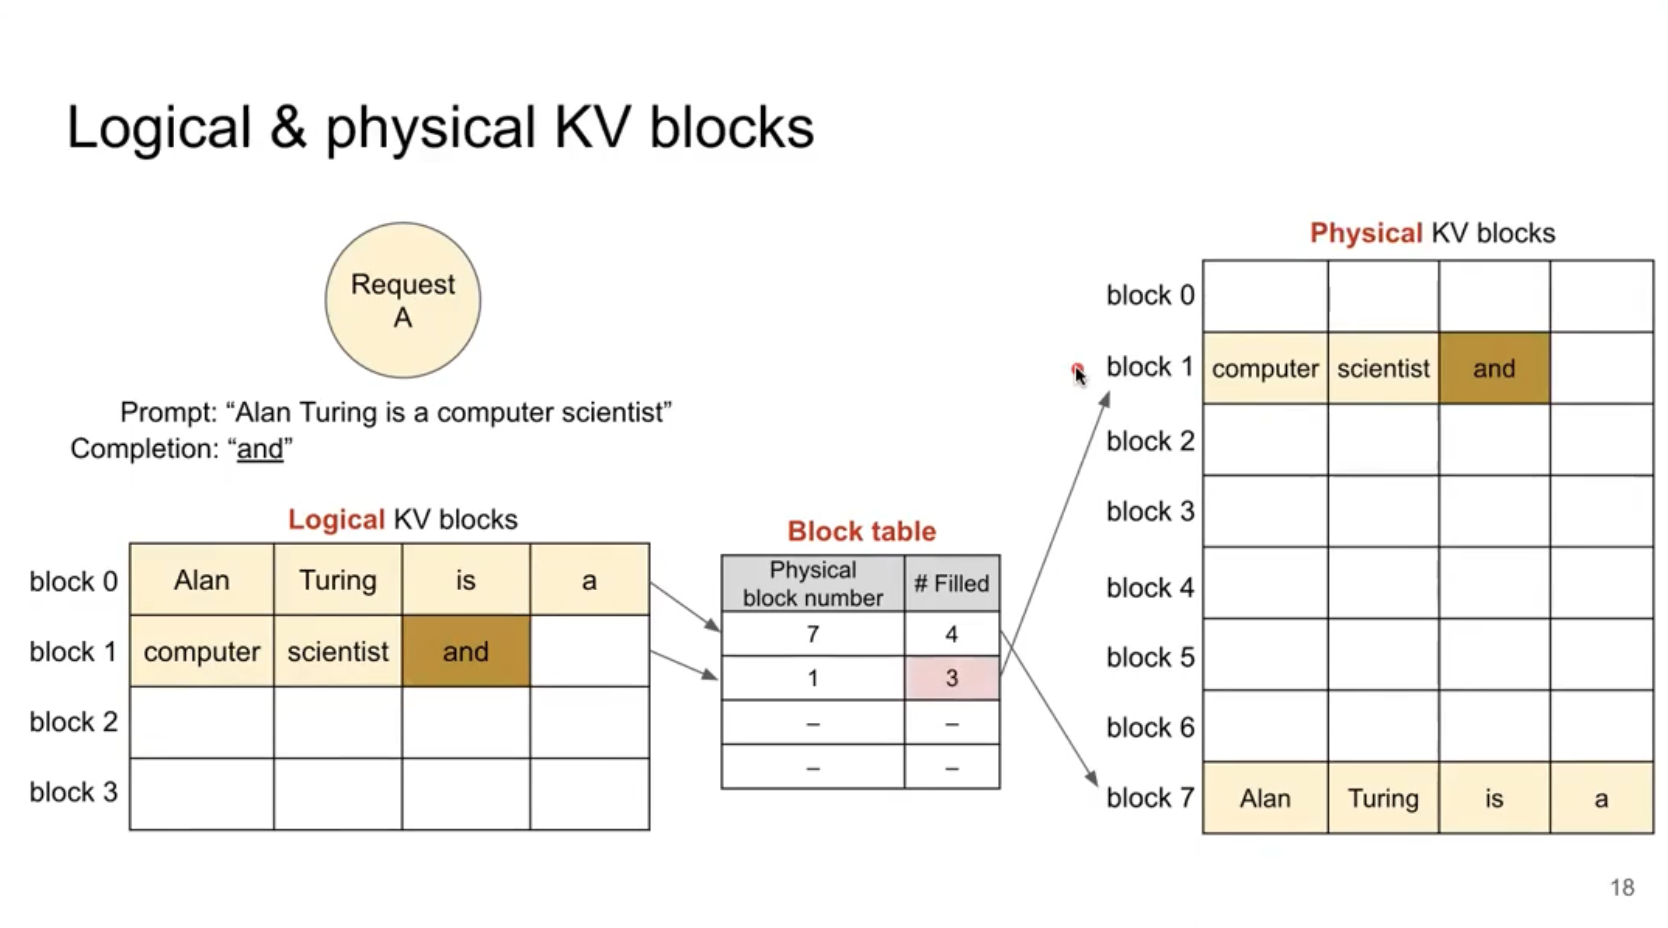 Logical & physical KV blocks
Request
A
Prompt: “Alan Turing is a computer scientist”
Completion: “and”
Logical KV blocks
block 0 Alan Turing is a
block 1 computer scientist and
block 2
block 3
Block table
Physical
block number
# Filled
7 4
1 3
– –
– –
Physical KV blocks
block 0
block 1 computer scientist and
block 2
block 3
block 4
block 5
block 6
block 7 Alan Turing is a
18